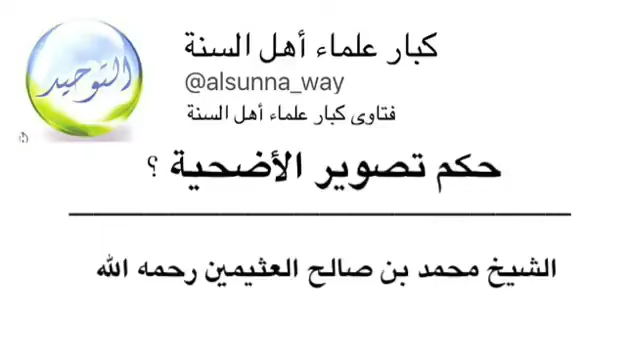 كبار علماء أهل السنة
@alsunna_way
فتاوى كبار علماء أهل السنة
التوحيد
حكم تصوير الأضحية ؟
الشيخ محمد بن صالح العثيمين رحمه الله